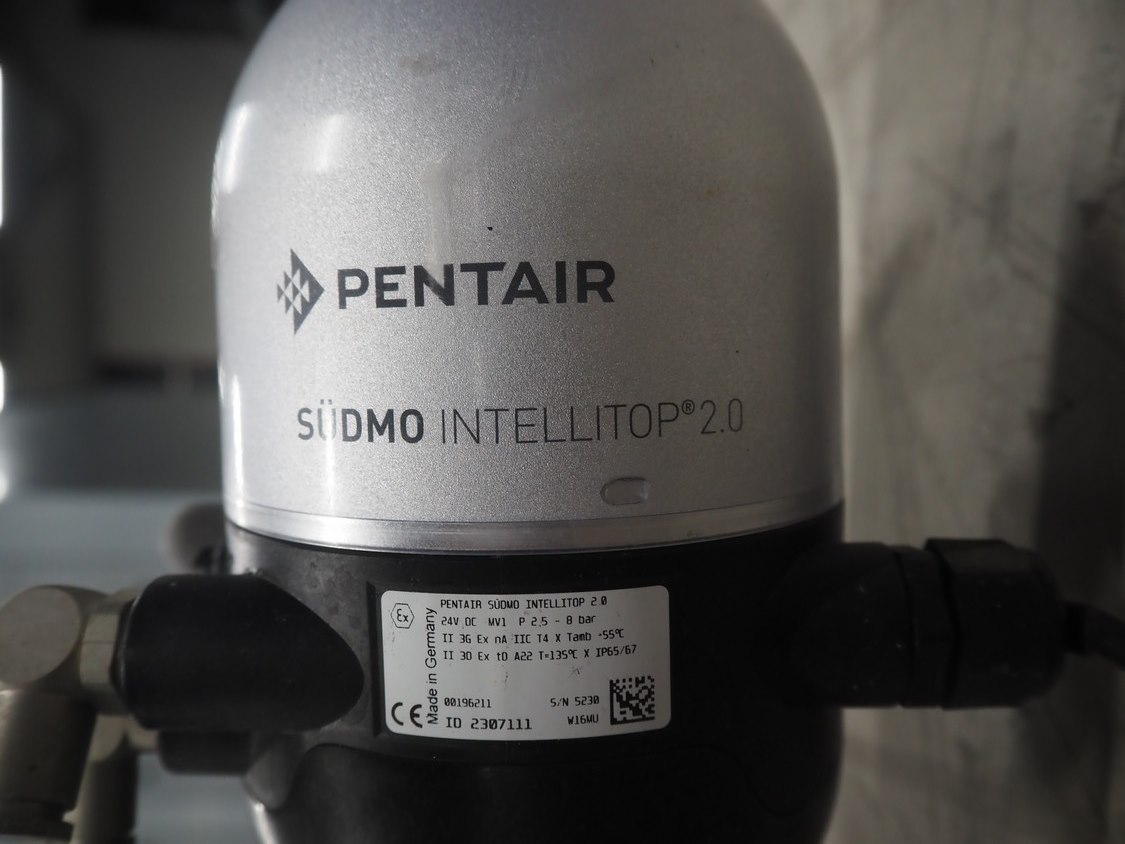 PENTAIR
SÜDMO INTELLITOP® 2.0
Ex
PENTAIR SÜDMO INTELLITOP 2.0
24V DC MV1 P 2,5 - 8 bar
II 3G Ex nA IIC T4 X Tamb -55℃
II 3D Ex tD A22 T=135℃ X IP65/67
Made in Germany
00196211 S/N 5230
CE ID 2307111 W16MU